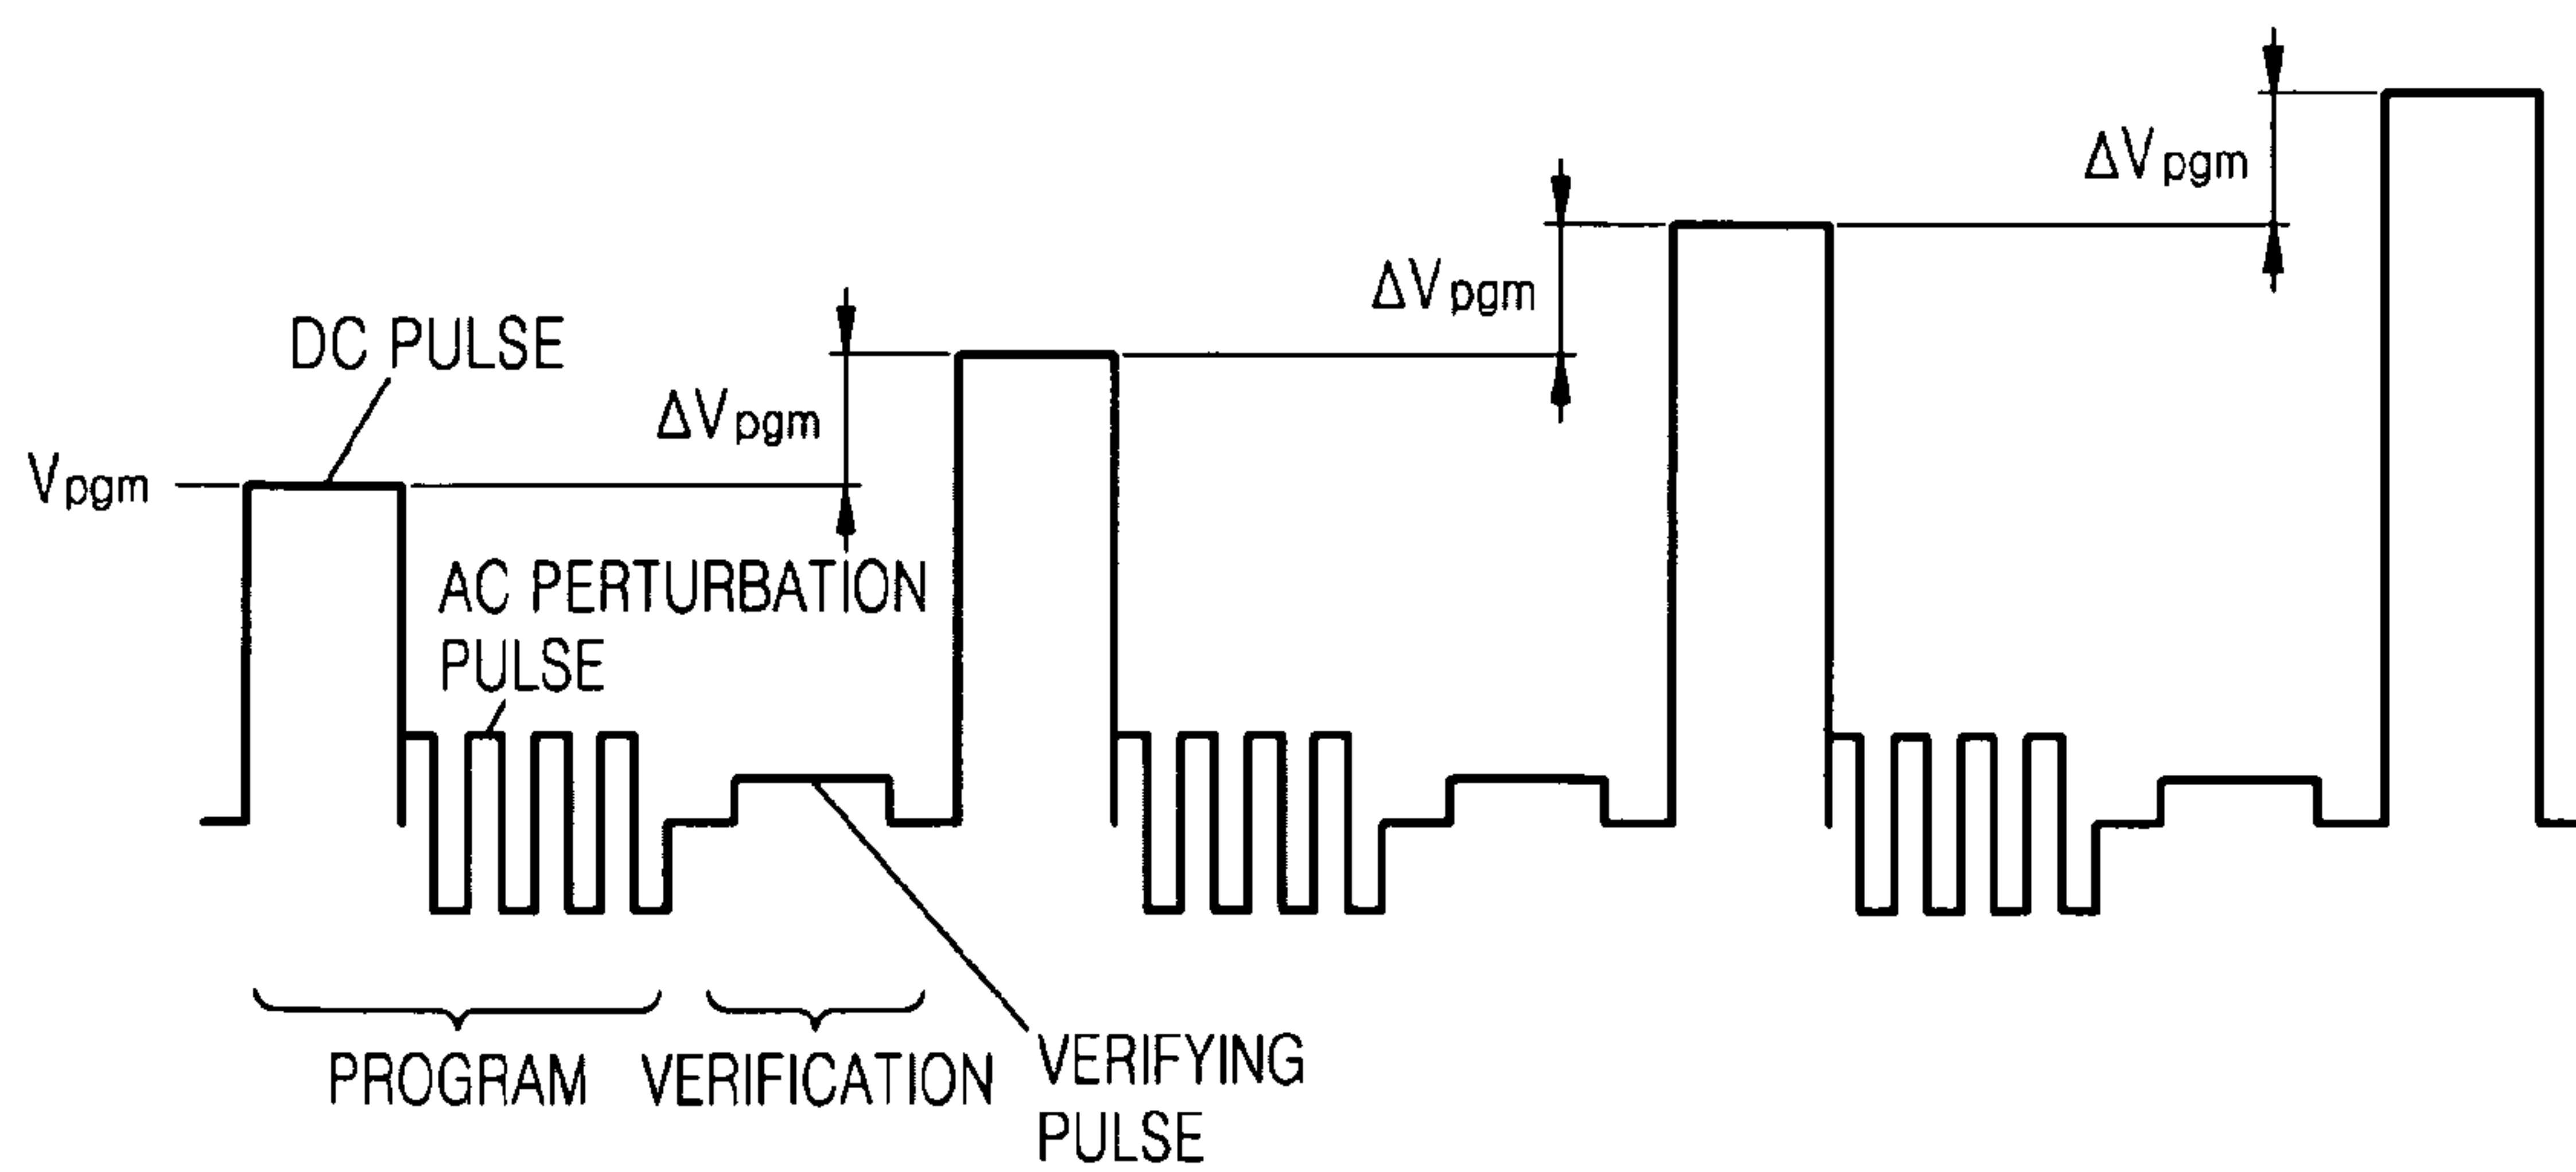 ΔVpgm
ΔVpgm
DC PULSE
ΔVpgm
Vpgm
AC PERTURBATION
PULSE
PROGRAM
VERIFICATION
VERIFYING
PULSE